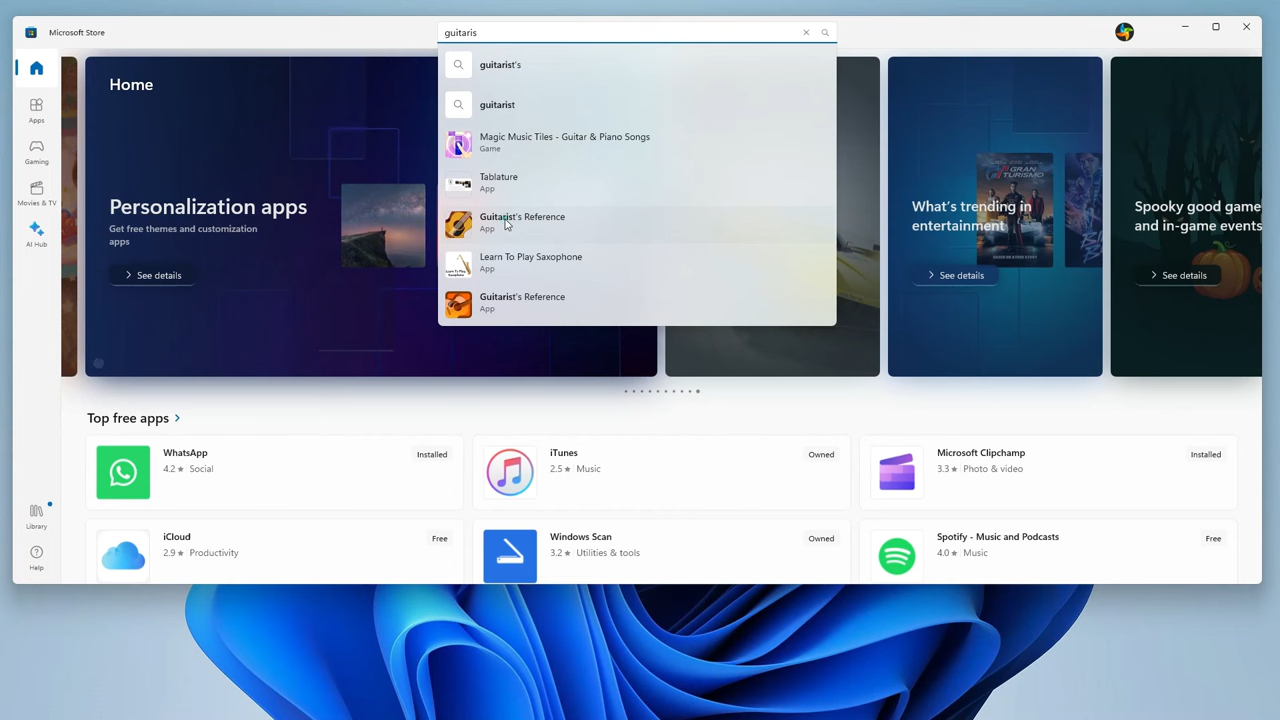 Microsoft Store
guitaris
Home
Apps
Gaming
Movies & TV
AI Hub
Library
Help
guitarist's
guitarist
Magic Music Tiles - Guitar & Piano Songs
Game
Tablature
App
Guitarist's Reference
App
Learn To Play Saxophone
App
Guitarist's Reference
App
Personalization apps
Get free themes and customization
apps
See details
GRAN
TURISMO
What's trending in
entertainment
See details
Spooky good game
and in-game events
See details
Top free apps
WhatsApp
4.2★ Social
Installed
iTunes
2.5★ Music
Owned
Microsoft Clipchamp
3.3★ Photo & video
Installed
iCloud
2.9★ Productivity
Free
Windows Scan
3.2★ Utilities & tools
Owned
Spotify - Music and Podcasts
4.0★ Music
Free